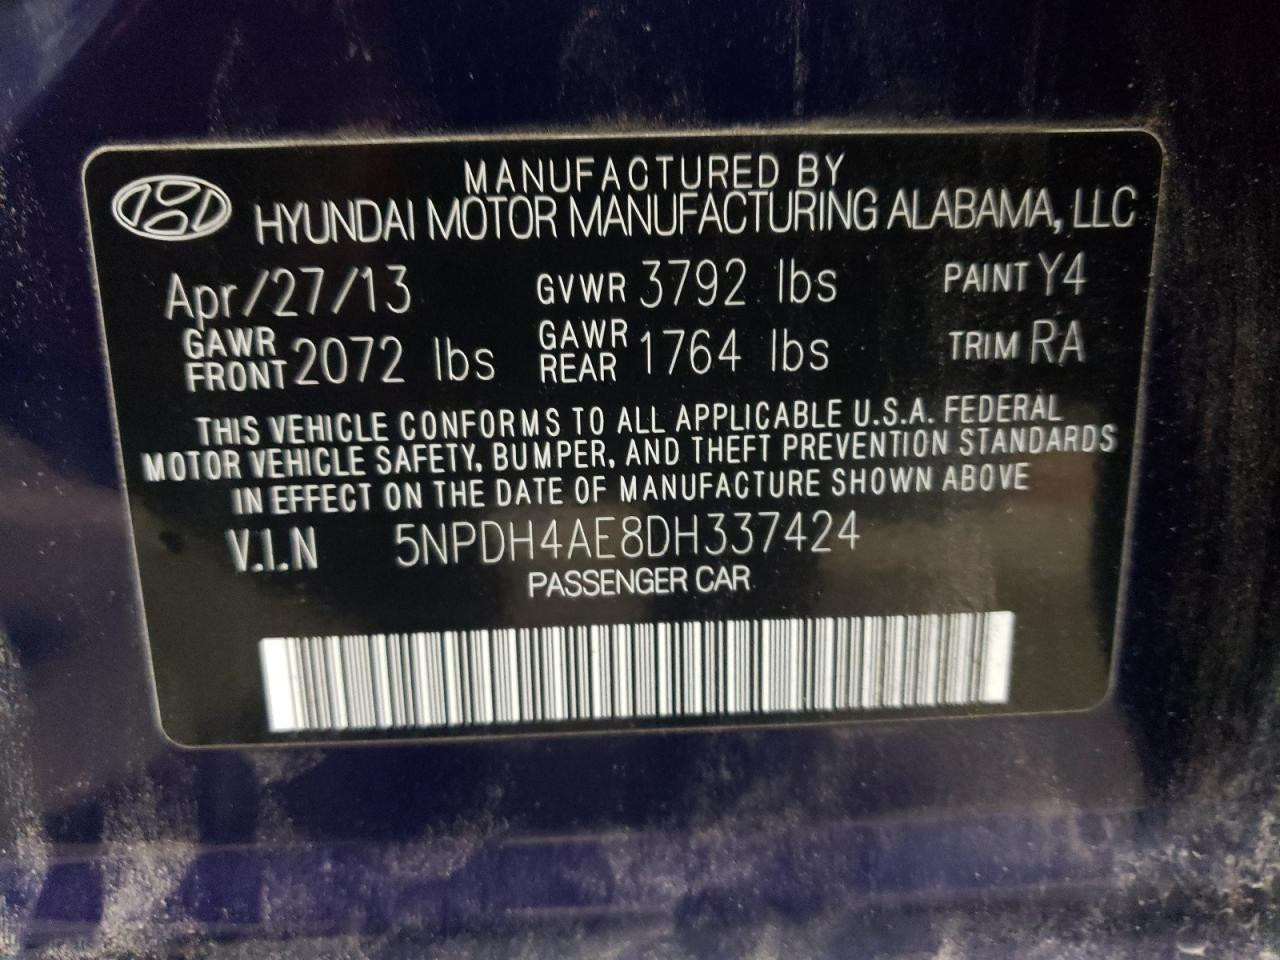 MANUFACTURED BY
HYUNDAI MOTOR MANUFACTURING ALABAMA, LLC
Apr/27/13 GVWR 3792 lbs PAINT Y4
GAWR FRONT 2072 lbs GAWR REAR 1764 lbs TRIM RA
THIS VEHICLE CONFORMS TO ALL APPLICABLE U.S.A. FEDERAL
MOTOR VEHICLE SAFETY, BUMPER, AND THEFT PREVENTION STANDARDS
IN EFFECT ON THE DATE OF MANUFACTURE SHOWN ABOVE
V.I.N 5NPDH4AE8DH337424
PASSENGER CAR